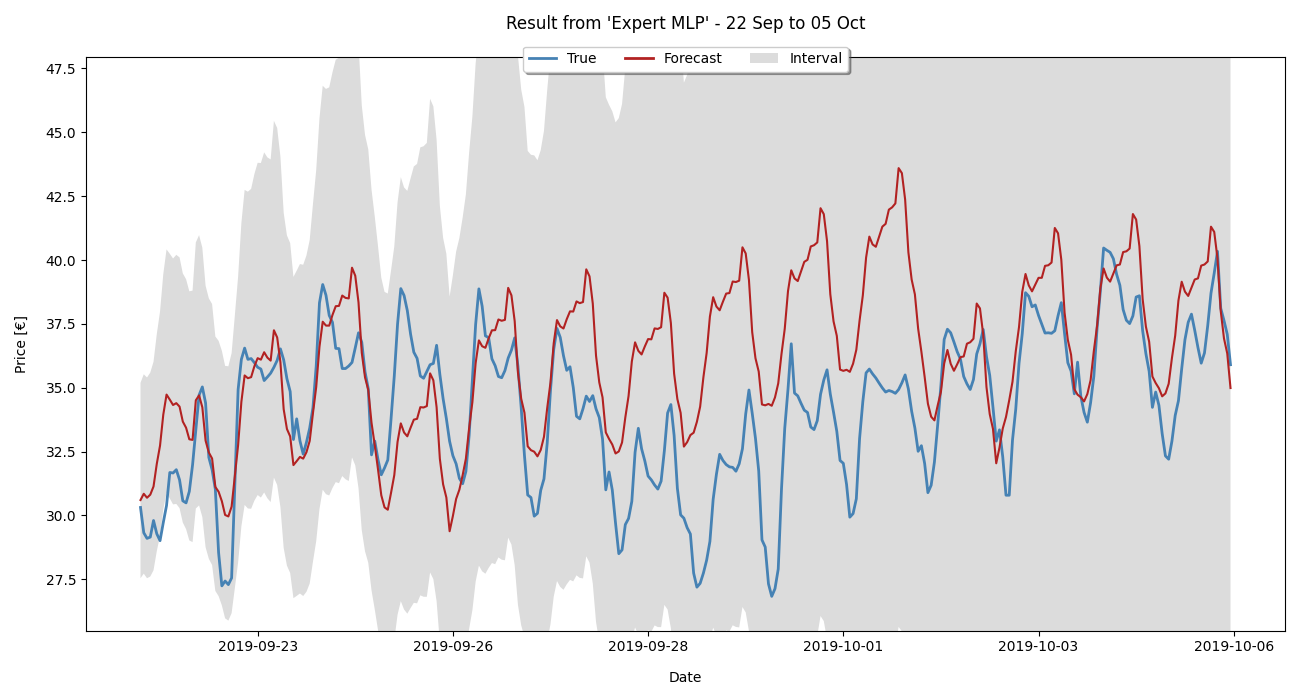 Result from 'Expert MLP' - 22 Sep to 05 Oct
True Forecast Interval
47.5
45.0
42.5
40.0
37.5
35.0
32.5
30.0
27.5
Price [€]
2019-09-23 2019-09-26 2019-09-28 2019-10-01 2019-10-03 2019-10-06
Date